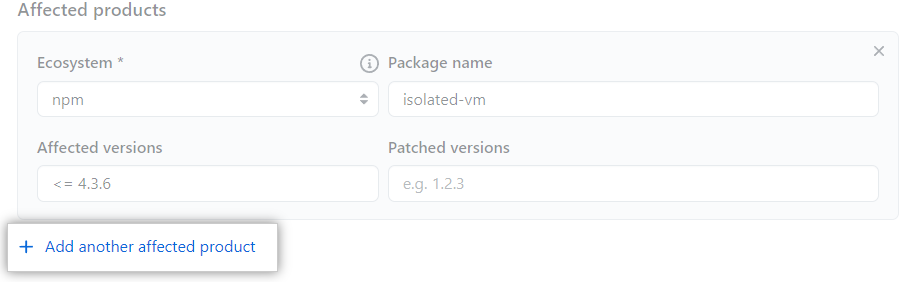 Affected products
Ecosystem * Package name
npm isolated-vm
Affected versions Patched versions
<= 4.3.6 e.g. 1.2.3
+ Add another affected product